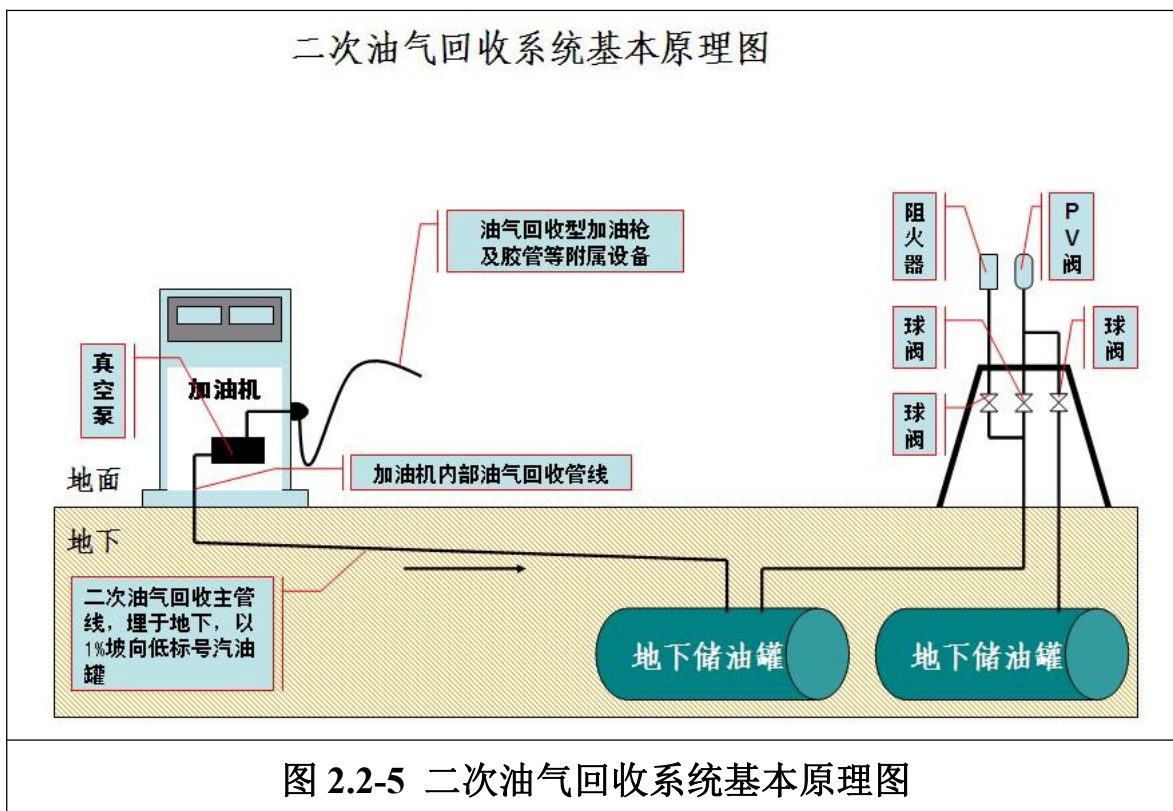 二次油气回收系统基本原理图
阻
火
器
P
V
阀
油气回收型加油枪
及胶管等附属设备
球
阀
球
阀
真
空
泵
加油机
球
阀
地面
加油机内部油气回收管线
地下
二次油气回收主管
线，埋于地下，以
1%坡向低标号汽油
罐
地下储油罐
地下储油罐
图 2.2-5 二次油气回收系统基本原理图